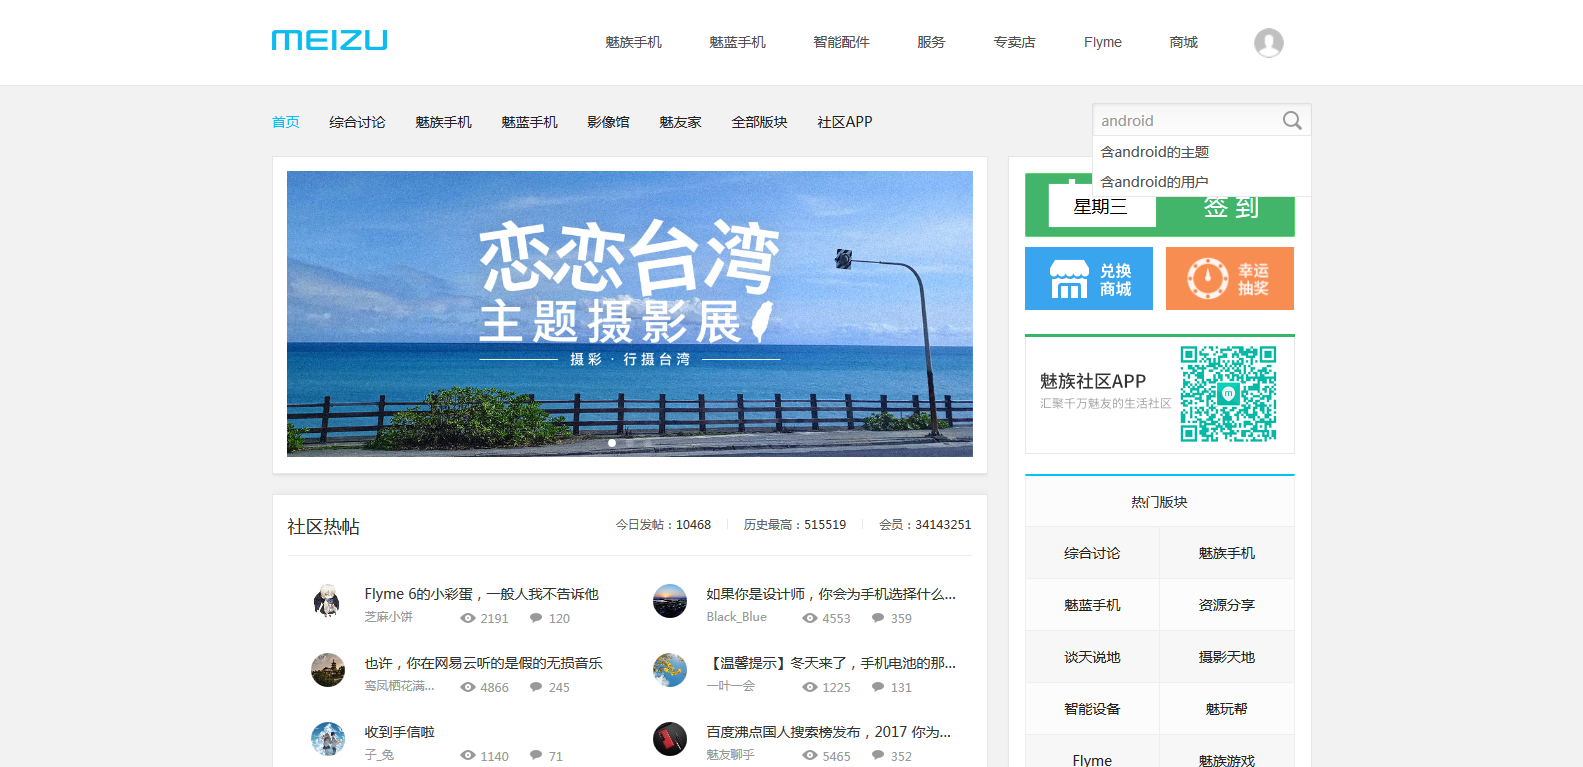 MEIZU
魅族手机 魅蓝手机 智能配件 服务 专卖店 Flyme 商城
首页 综合讨论 魅族手机 魅蓝手机 影像馆 魅友家 全部版块 社区APP
android
含android的主题
含android的用户
恋恋台湾
主题摄影展
摄彩 · 行摄台湾
星期三 签到
兑换
商城
幸运
抽奖
魅族社区APP
汇聚千万魅友的生活社区
热门版块
综合讨论 魅族手机
魅蓝手机 资源分享
谈天说地 摄影天地
智能设备 魅玩帮
Flyme 魅族游戏
社区热帖 今日发帖：10468 历史最高：515519 会员：34143251
Flyme 6的小彩蛋，一般人我不告诉他
芝麻小饼 2191 120
如果你是设计师，你会为手机选择什么...
Black_Blue 4553 359
也许，你在网易云听的是假的无损音乐
鸾凤栖花满... 4866 245
【温馨提示】冬天来了，手机电池的那...
一叶一会 1225 131
收到手信啦
子_兔 1140 71
百度沸点国人搜索榜发布，2017 你为...
魅友聊乎 5465 352